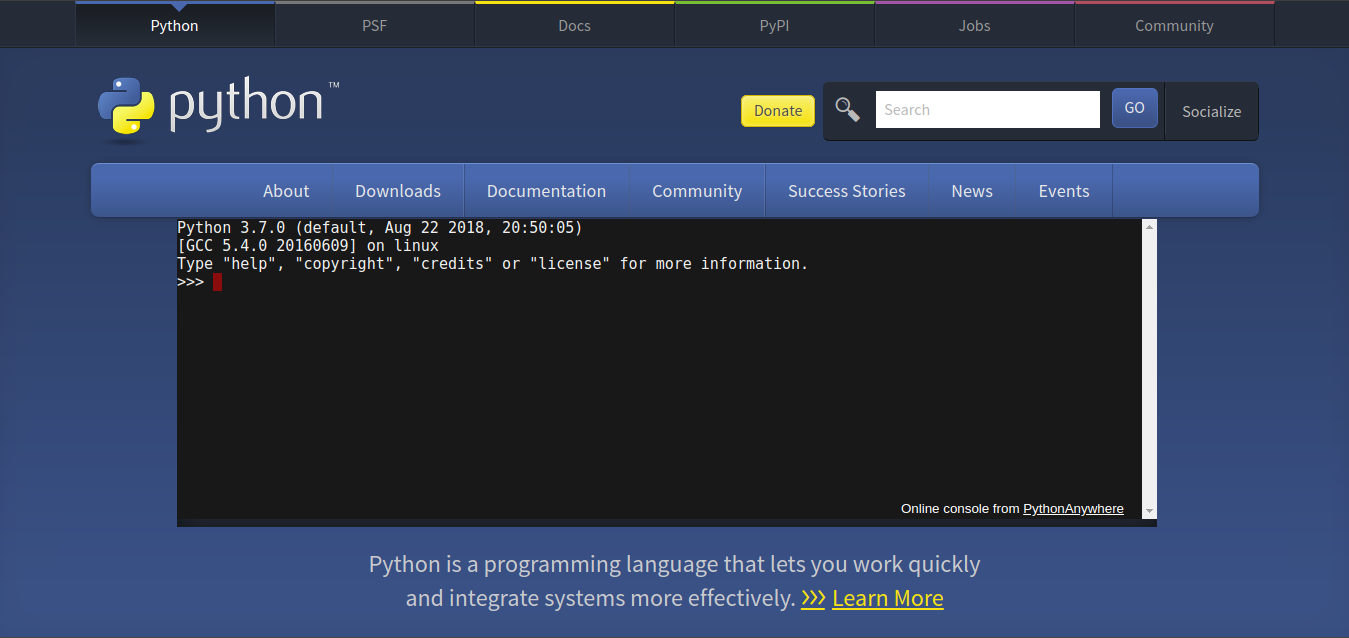 Python PSF Docs PyPI Jobs Community
python™
Donate Search GO Socialize
About Downloads Documentation Community Success Stories News Events
Python 3.7.0 (default, Aug 22 2018, 20:50:05)
[GCC 5.4.0 20160609] on linux
Type "help", "copyright", "credits" or "license" for more information.
>>>
Online console from PythonAnywhere
Python is a programming language that lets you work quickly
and integrate systems more effectively. >>> Learn More